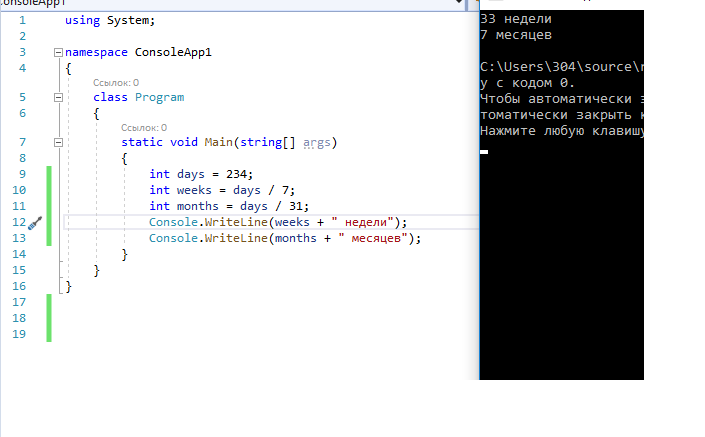 ConsoleApp1
1 using System;
2
3 namespace ConsoleApp1
4 {
Ссылок: 0
5 class Program
6 {
Ссылок: 0
7 static void Main(string[] args)
8 {
9 int days = 234;
10 int weeks = days / 7;
11 int months = days / 31;
12 Console.WriteLine(weeks + " недели");
13 Console.WriteLine(months + " месяцев");
14 }
15 }
16 }
17
18
19
33 недели
7 месяцев
C:\Users\304\source\
у с кодом 0.
Чтобы автоматически
томатически закрыть
Нажмите любую клавишу